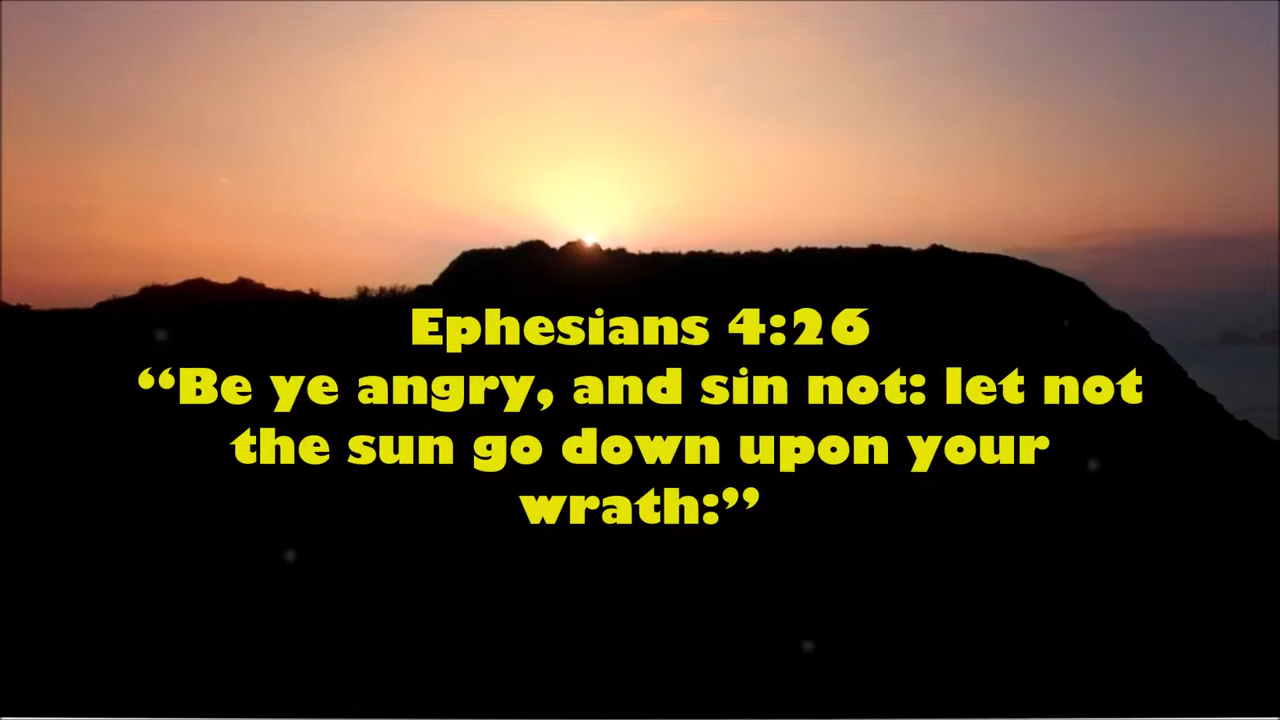 Ephesians 4:26
“Be ye angry, and sin not: let not
the sun go down upon your
wrath:”